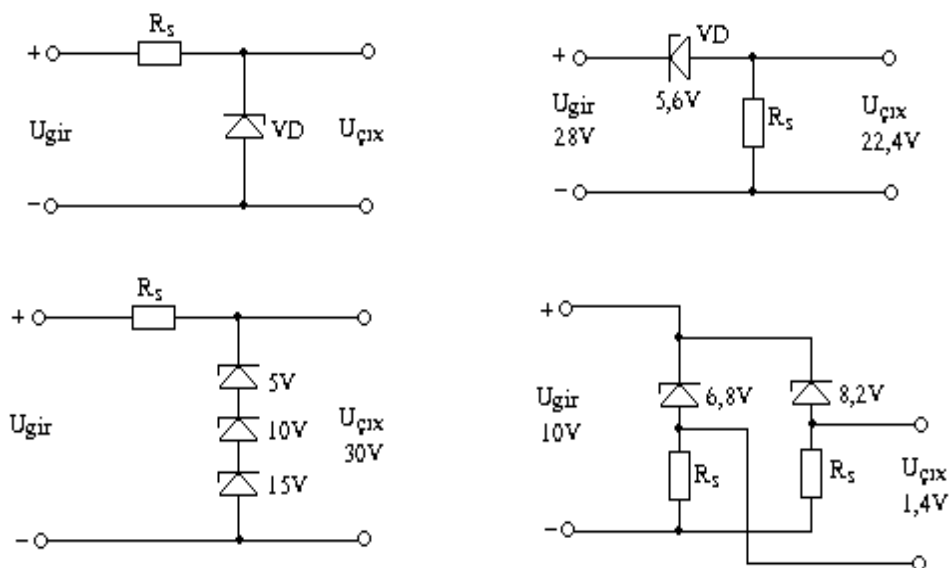 Rs
+
Ugir
VD
Uçıx
−
VD
+
5,6V
Ugir
28V
Rs
Uçıx
22,4V
−
Rs
+
5V
Ugir
10V
Uçıx
30V
15V
−
+
Ugir
10V
6,8V
8,2V
Rs
Rs
Uçıx
1,4V
−